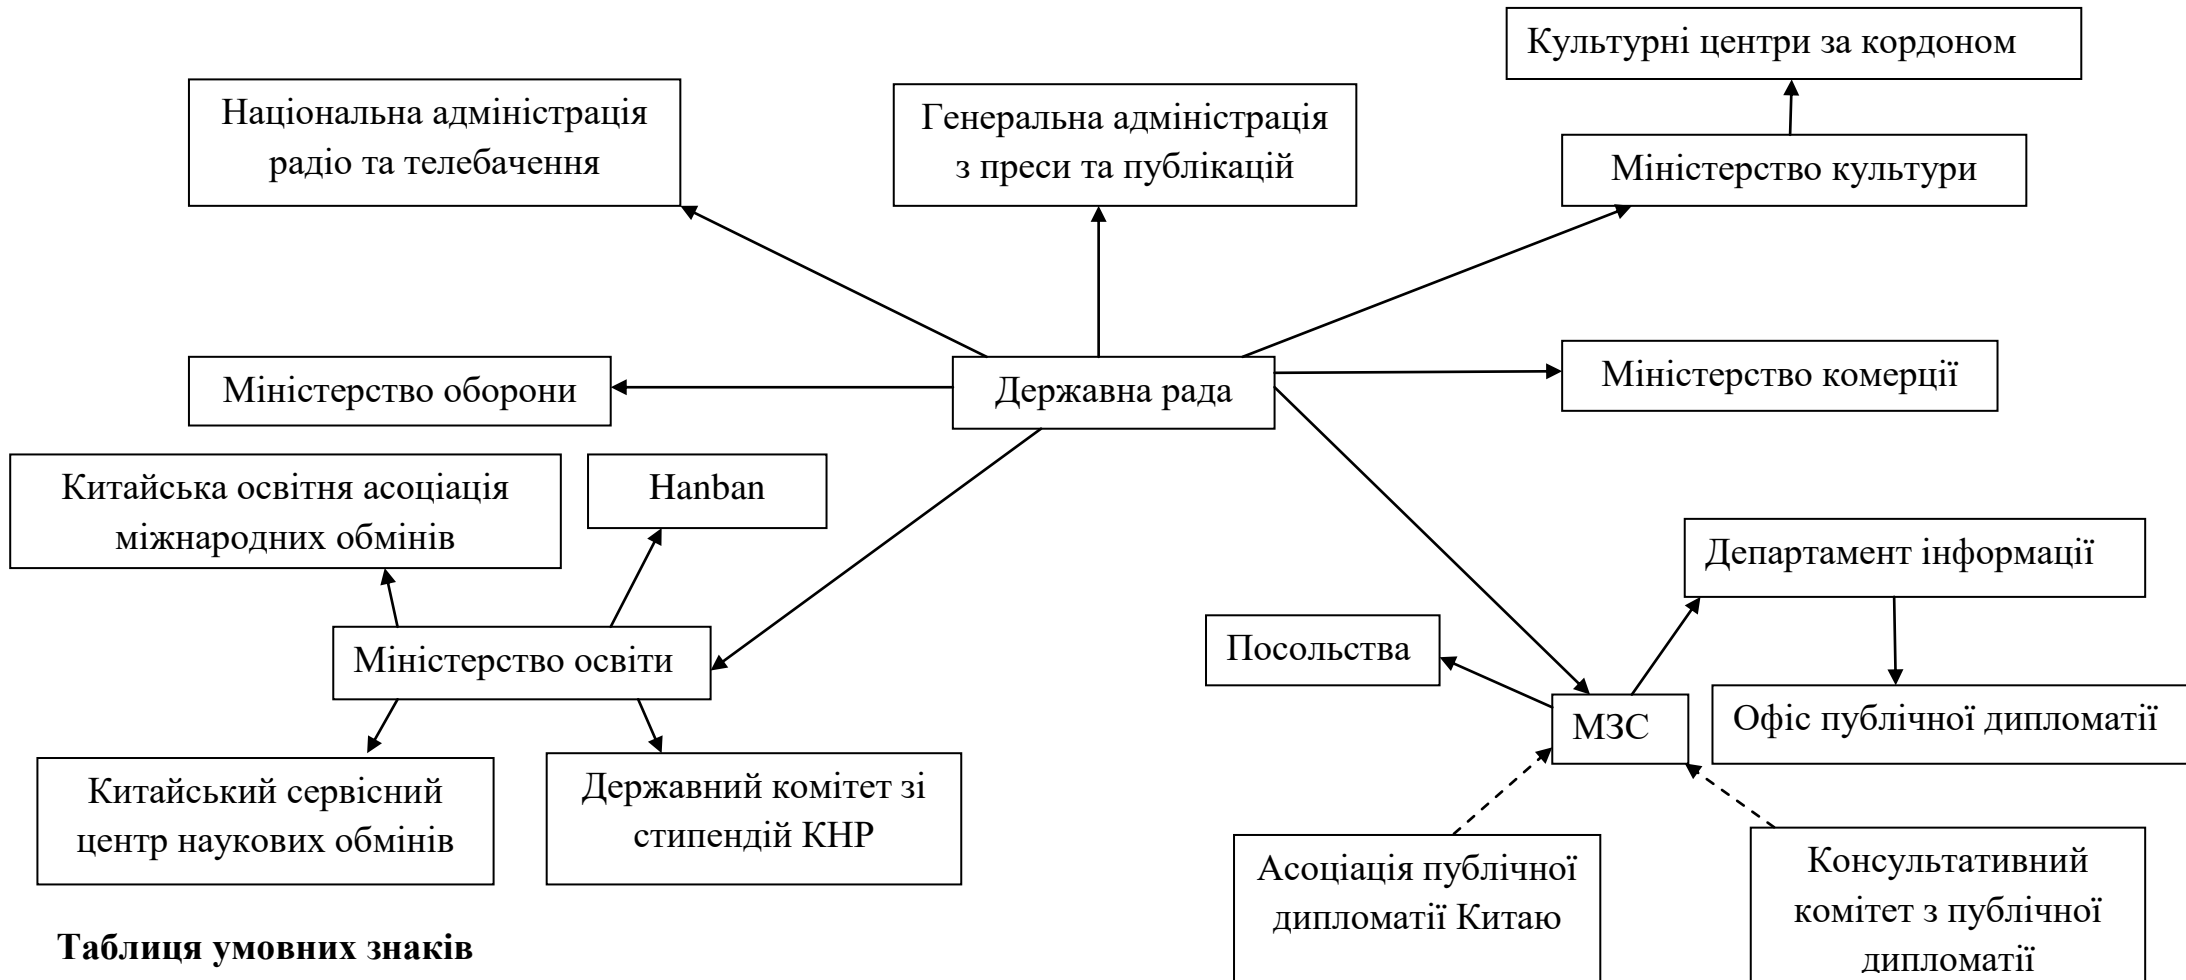 Культурні центри за кордоном
Національна адміністрація
радіо та телебачення
Генеральна адміністрація
з преси та публікацій
Міністерство культури
Міністерство оборони
Державна рада
Міністерство комерції
Китайська освітня асоціація
міжнародних обмінів
Hanban
Департамент інформації
Міністерство освіти
Посольства
МЗС
Офіс публічної дипломатії
Китайський сервісний
центр наукових обмінів
Державний комітет зі
стипендій КНР
Асоціація публічної
дипломатії Китаю
Консультативний
комітет з публічної
дипломатії
Таблиця умовних знаків